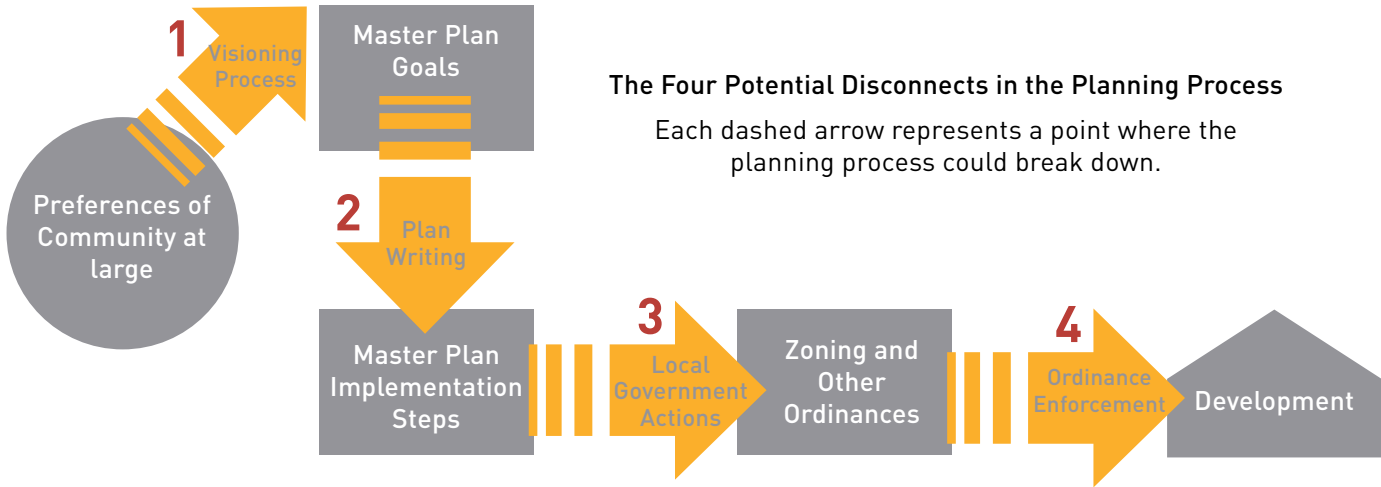 1
Visioning
Process
Master Plan
Goals
The Four Potential Disconnects in the Planning Process
Each dashed arrow represents a point where the
planning process could break down.
Preferences of
Community at
large
2
Plan
Writing
Master Plan
Implementation
Steps
3
Local
Government
Actions
Zoning and
Other
Ordinances
4
Ordinance
Enforcement
Development